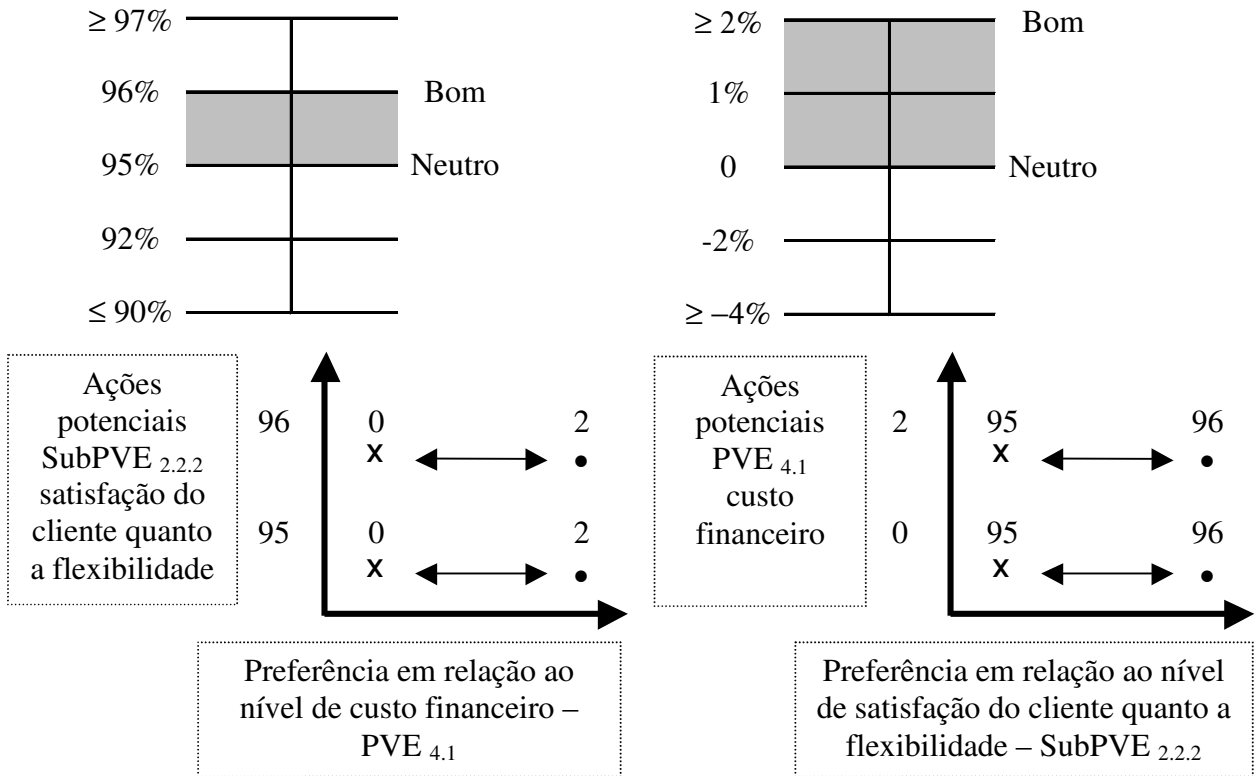 ≥ 97%
96% Bom
95% Neutro
92%
≤ 90%
≥ 2% Bom
1%
0 Neutro
-2%
≥ –4%
Ações
potenciais
SubPVE 2.2.2
satisfação do
cliente quanto
a flexibilidade
96 0 2
x •
95 0 2
x •
Preferência em relação ao
nível de custo financeiro –
PVE 4.1
Ações
potenciais
PVE 4.1
custo
financeiro
2 95 96
x •
0 95 96
x •
Preferência em relação ao nível
de satisfação do cliente quanto a
flexibilidade – SubPVE 2.2.2